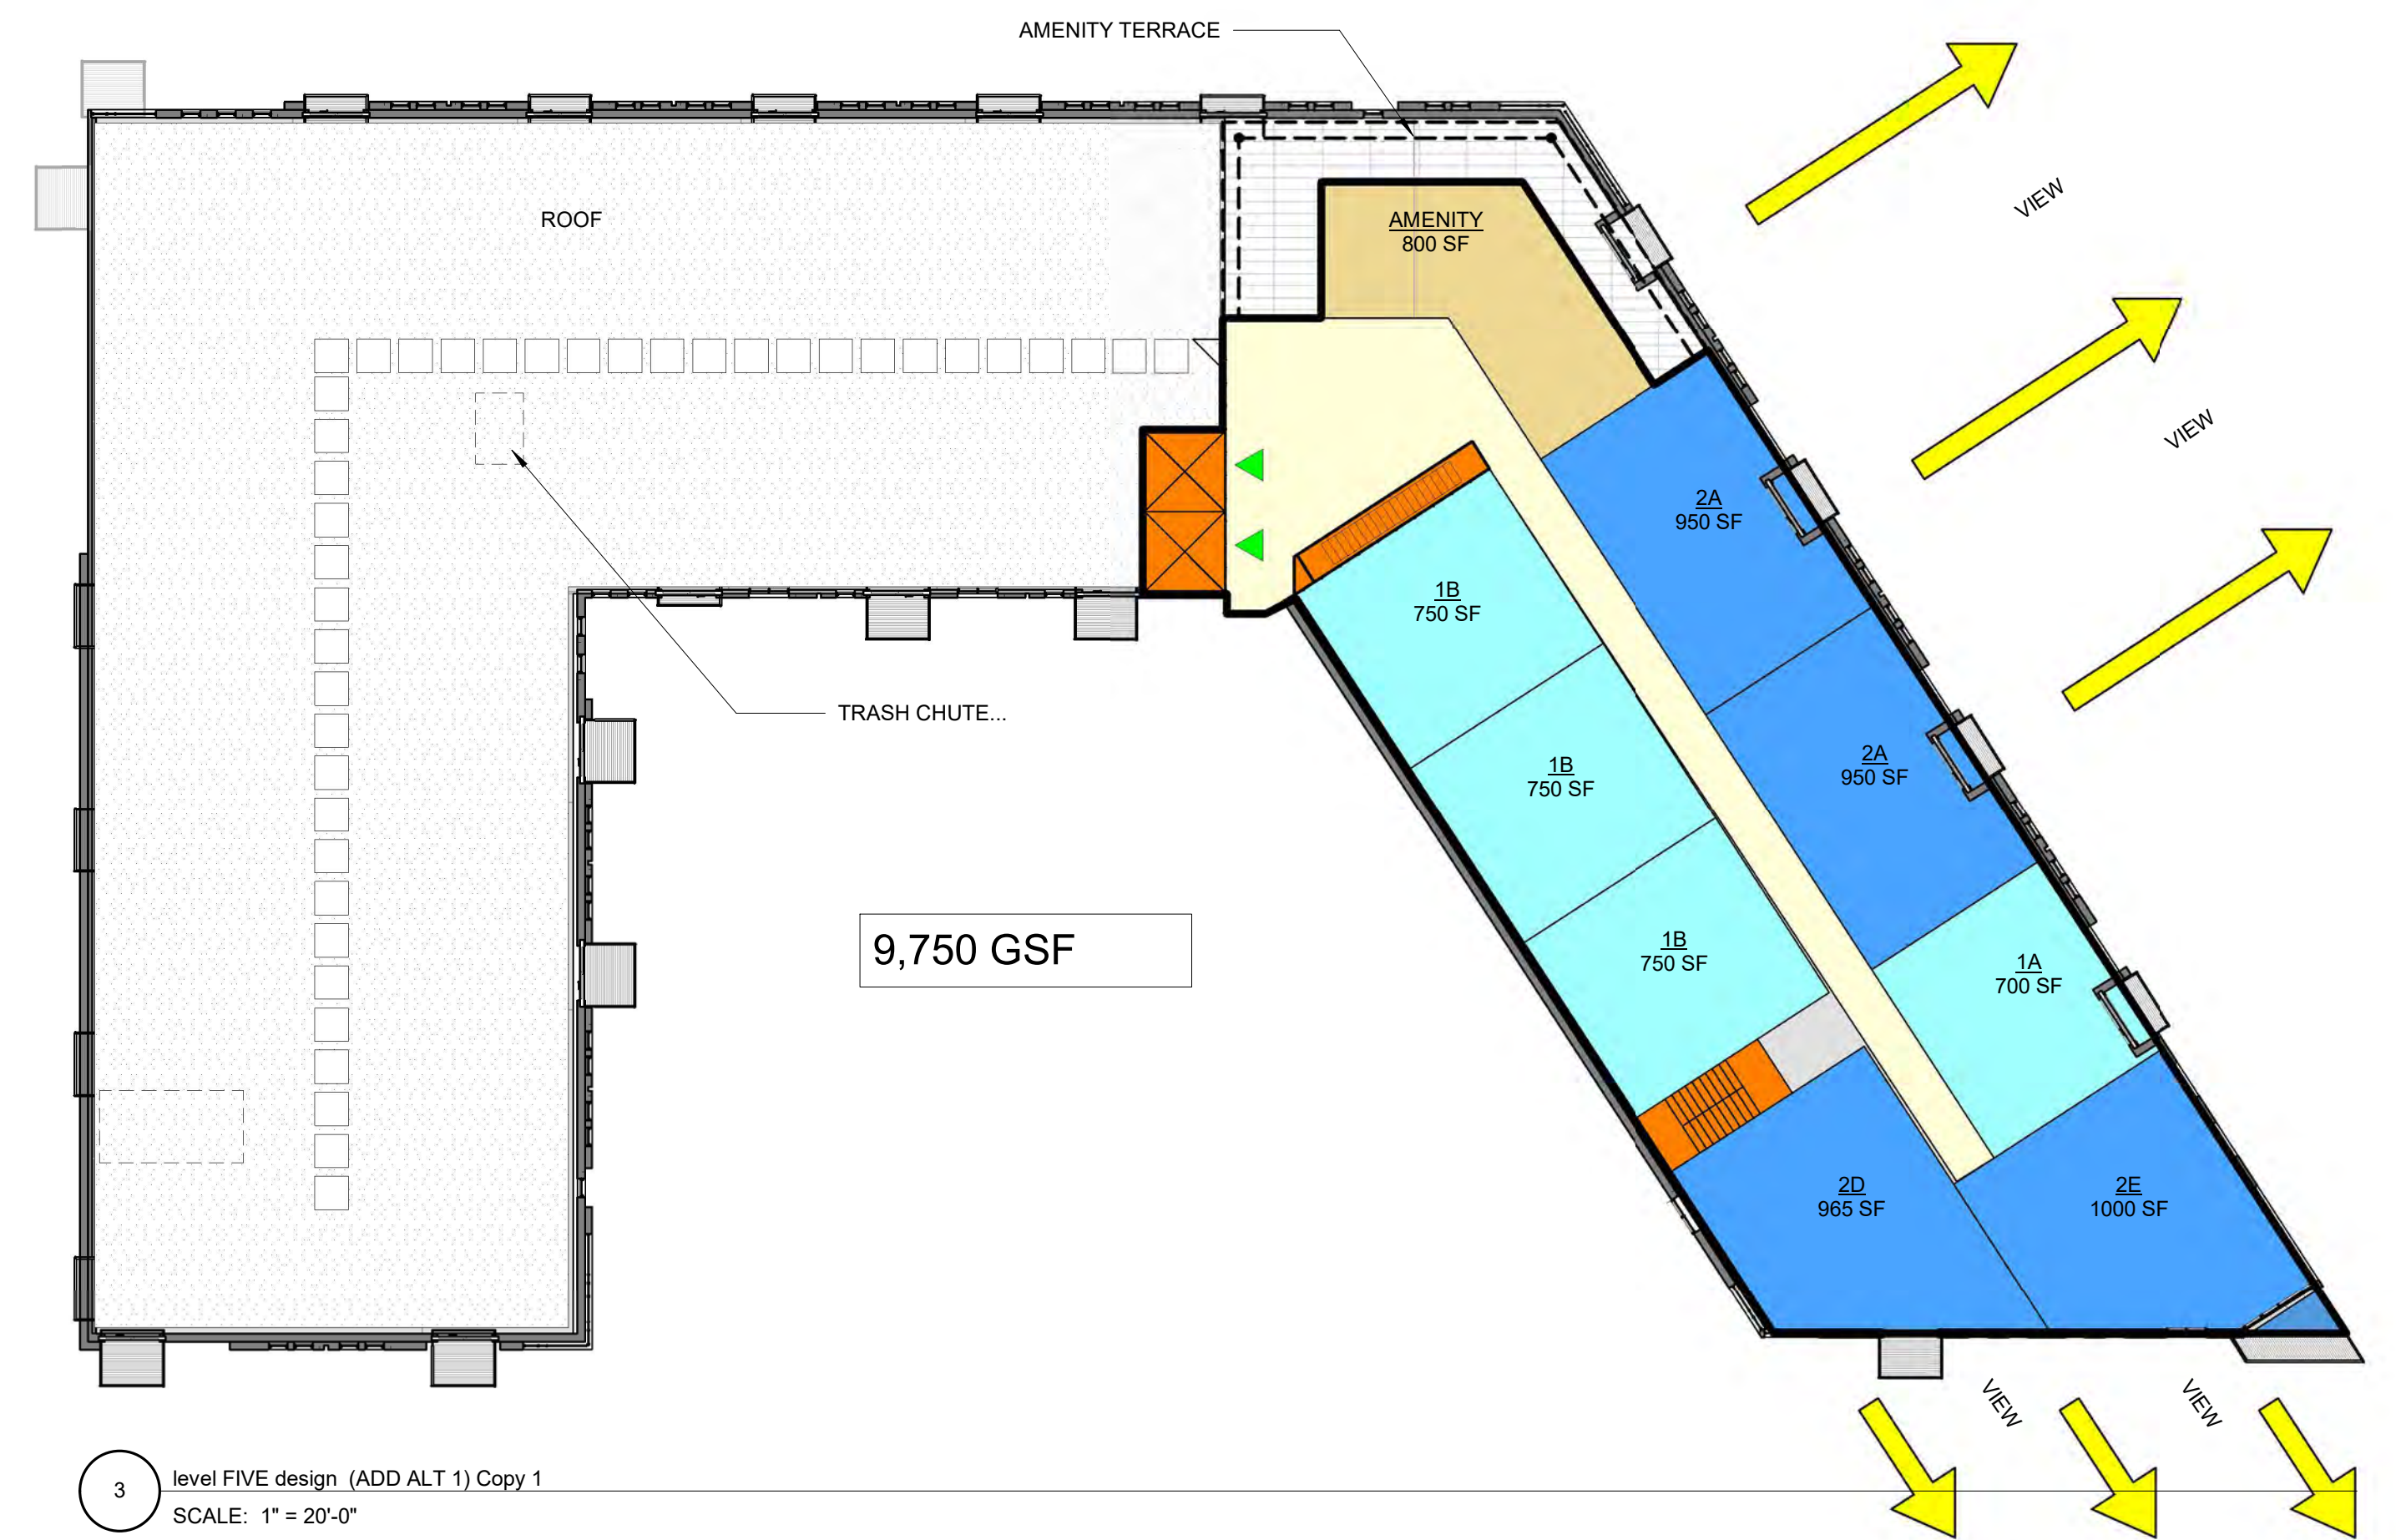 AMENITY TERRACE
VIEW
ROOF
AMENITY
800 SF
VIEW
2A
950 SF
1B
750 SF
TRASH CHUTE...
2A
950 SF
1B
750 SF
9,750 GSF
1B
750 SF
1A
700 SF
2D
965 SF
2E
1000 SF
VIEW
VIEW
3
level FIVE design (ADD ALT 1) Copy 1
SCALE: 1" = 20'-0"